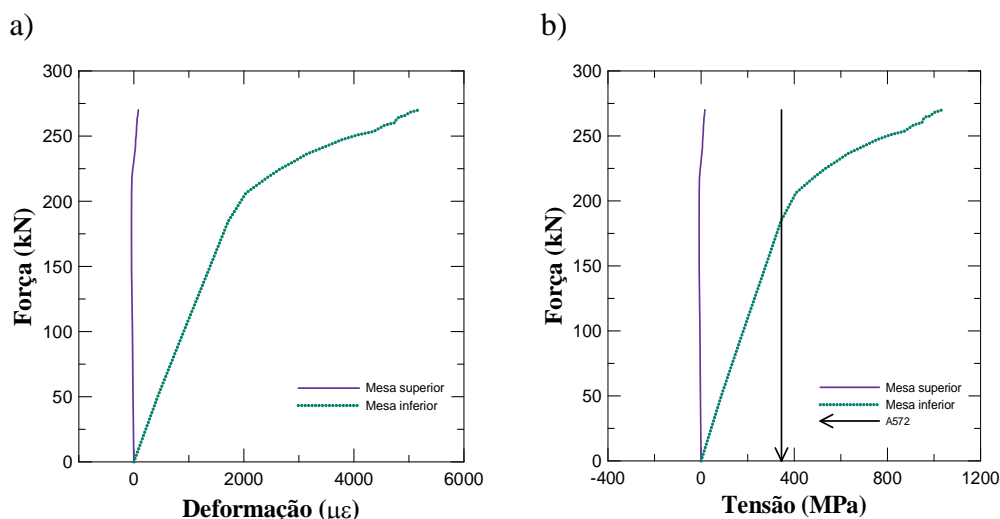 a)
300
250
200
150
100
50
0
Força (kN)
Mesa superior
Mesa inferior
0
2000
4000
6000
Deformação (με)
b)
300
250
200
150
100
50
0
Força (kN)
Mesa superior
Mesa inferior
A572
-400
0
400
800
1200
Tensão (MPa)